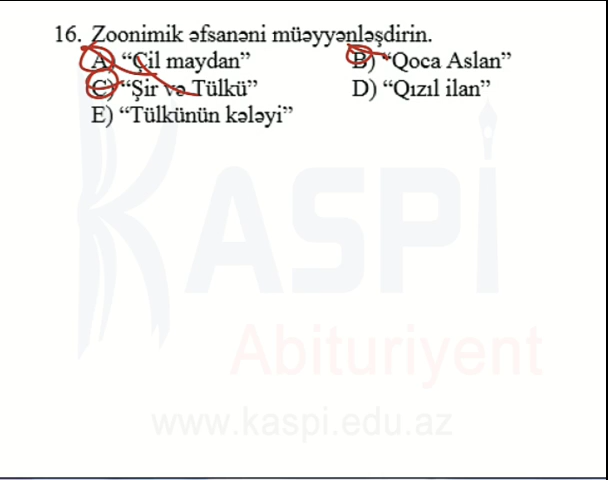 16. Zoonimik əfsanəni müəyyənləşdirin.
A) “Çil maydan” B) “Qoca Aslan”
C) “Şir və Tülkü” D) “Qızıl ilan”
E) “Tülkünün kələyi”
KASPİ
Abituriyent
www.kaspi.edu.az